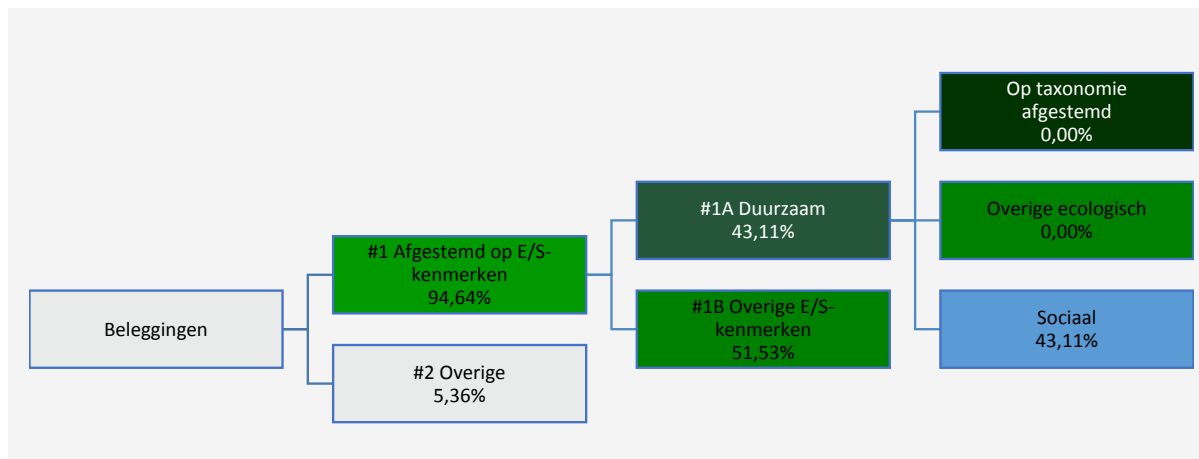 Beleggingen
#1 Afgestemd op E/S-
kenmerken
94,64%
#2 Overige
5,36%
#1A Duurzaam
43,11%
#1B Overige E/S-
kenmerken
51,53%
Op taxonomie
afgestemd
0,00%
Overige ecologisch
0,00%
Sociaal
43,11%